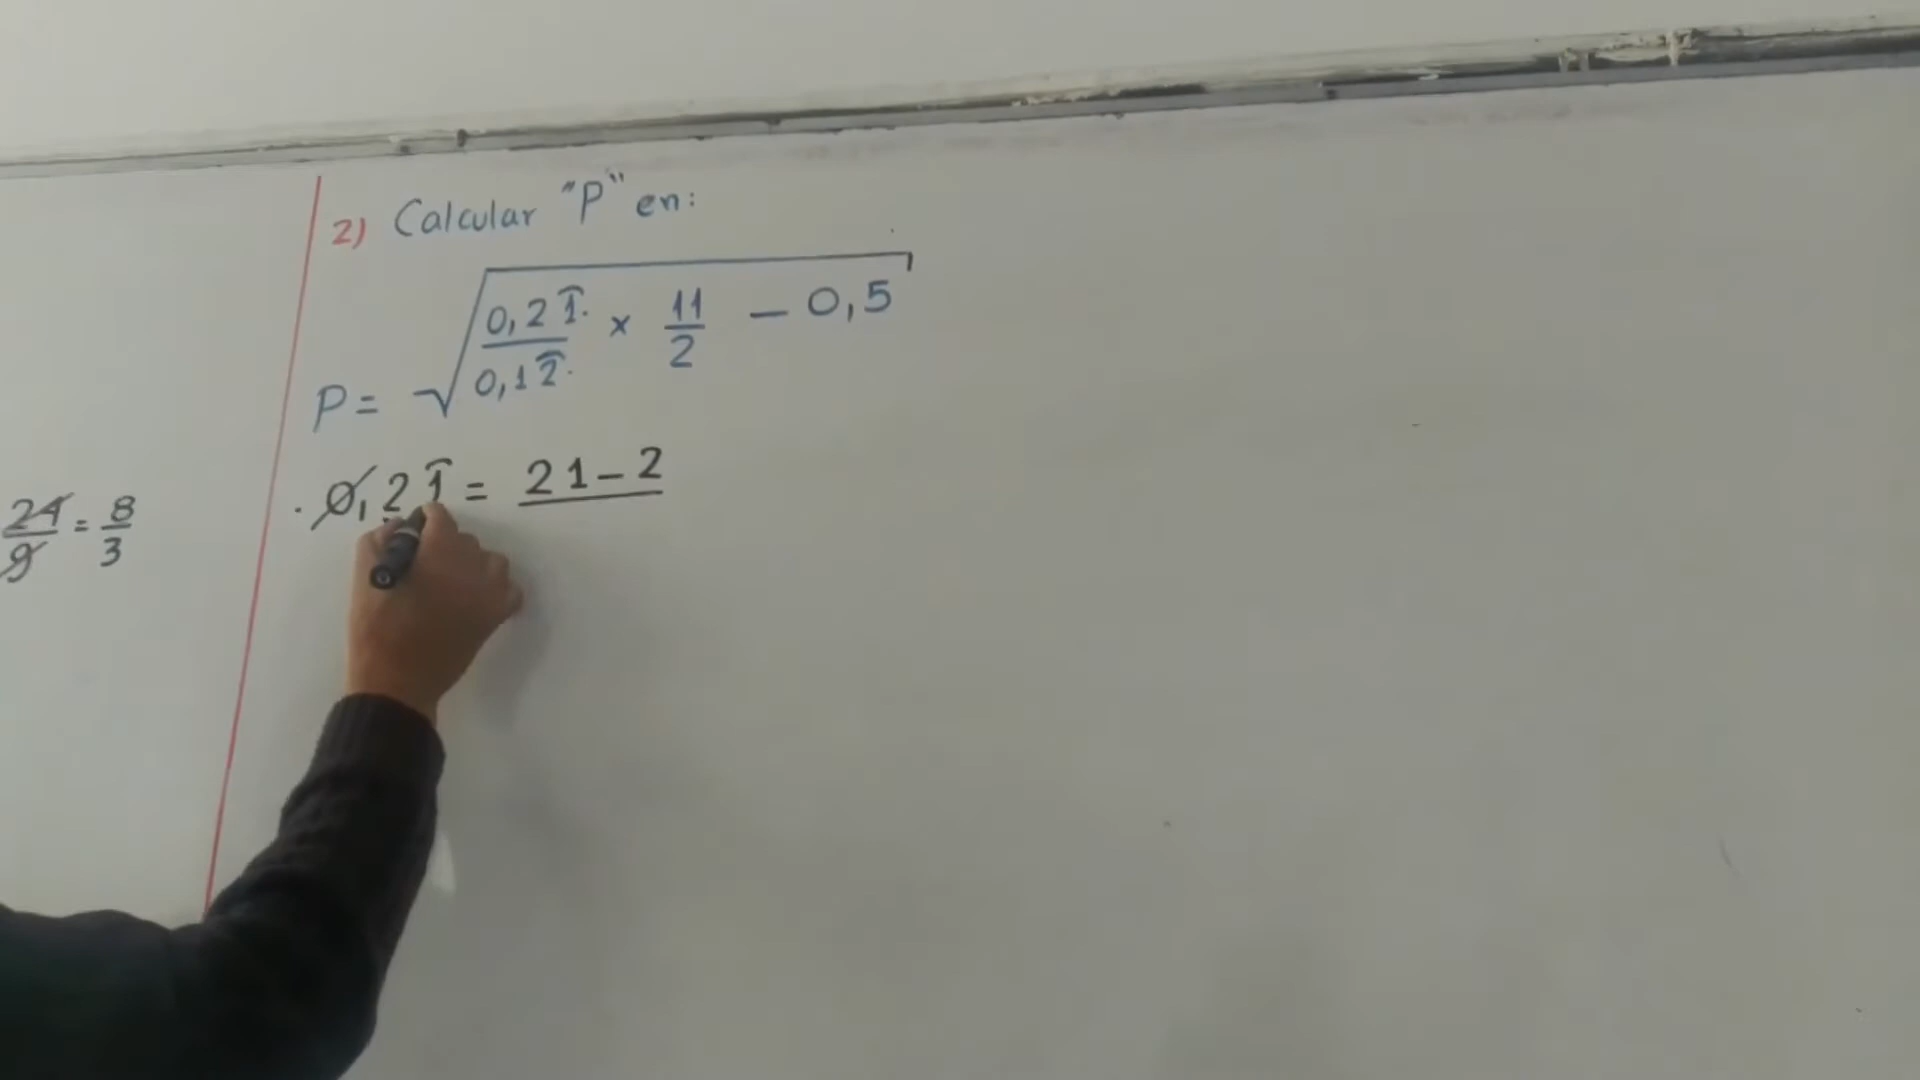 2) Calcular "P" en:
P = √(0,21̂ / 0,12̂ × 11/2 – 0,5)
. 0,21̂ = 21 – 2
24/9 = 8/3